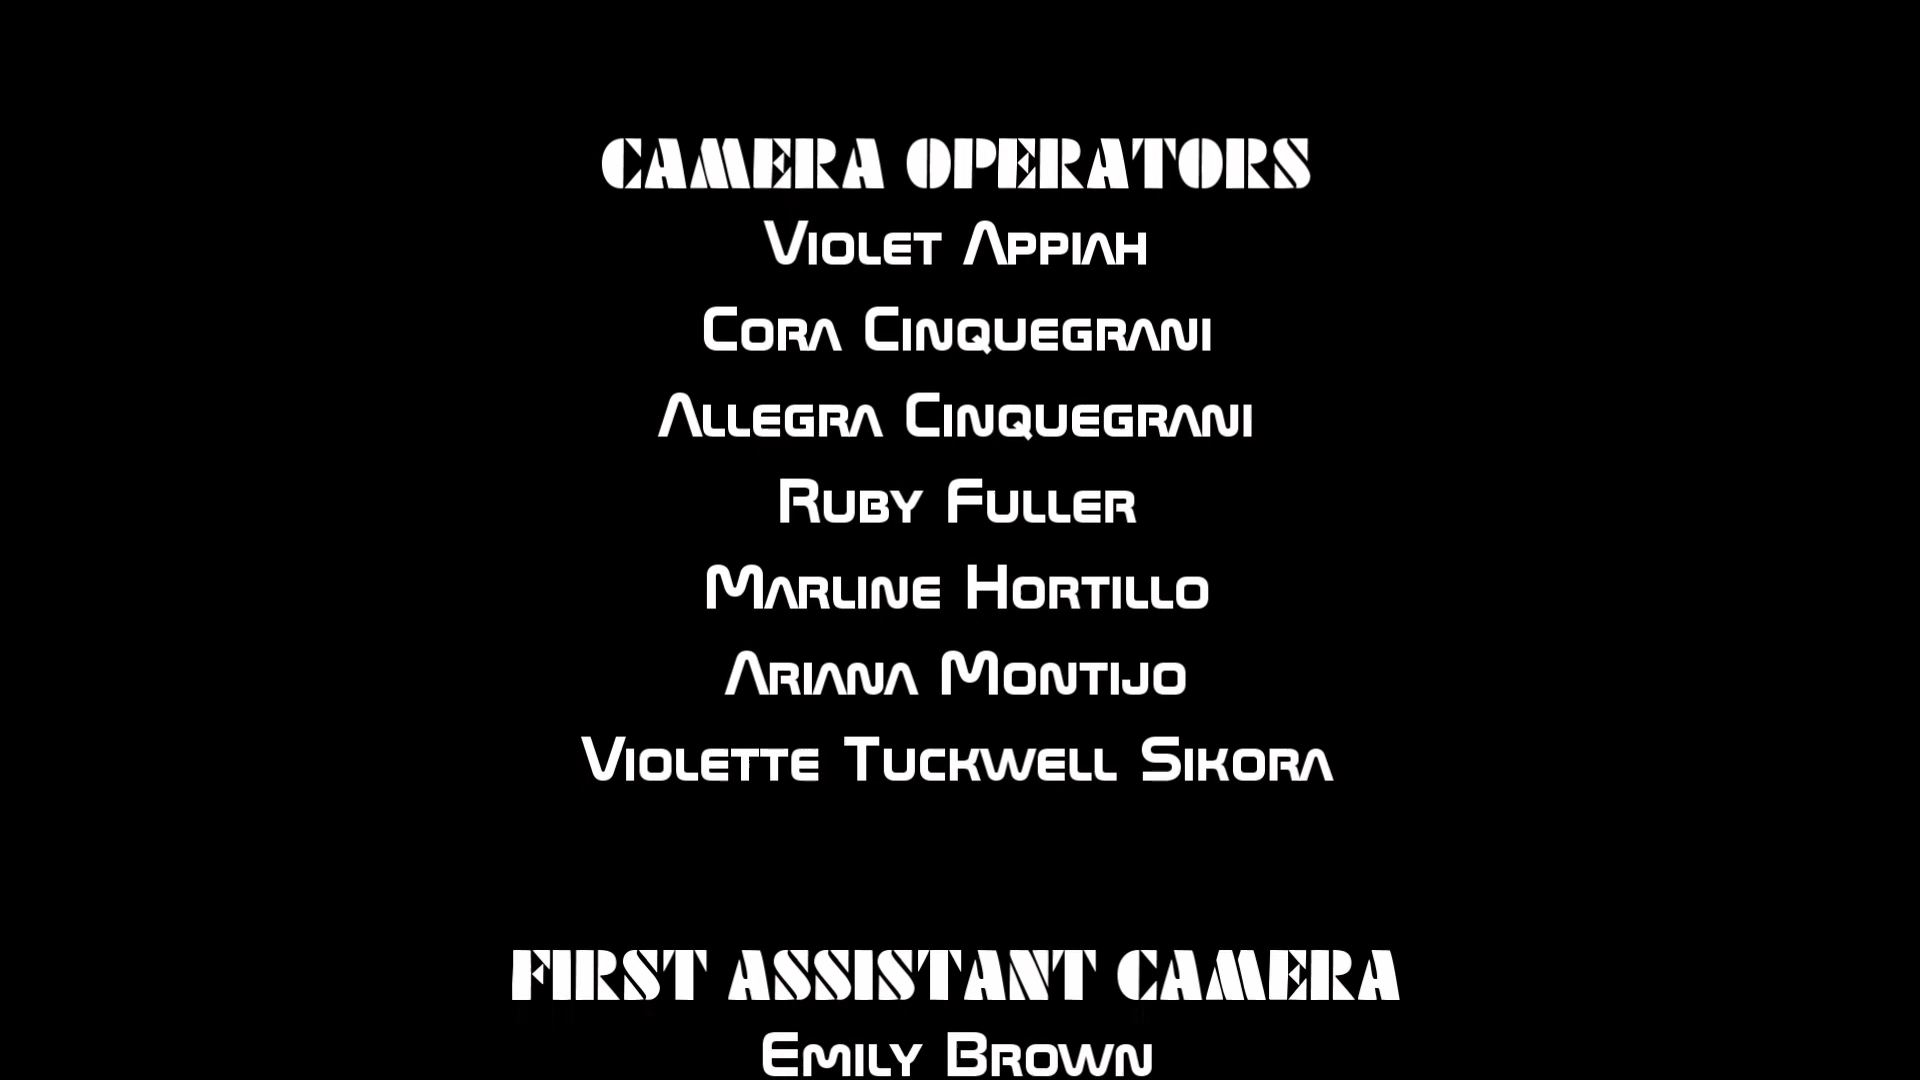 CAMERA OPERATORS
Violet Appiah
Cora Cinquegrani
Allegra Cinquegrani
Ruby Fuller
Marline Hortillo
Ariana Montijo
Violette Tuckwell Sikora
FIRST ASSISTANT CAMERA
Emily Brown